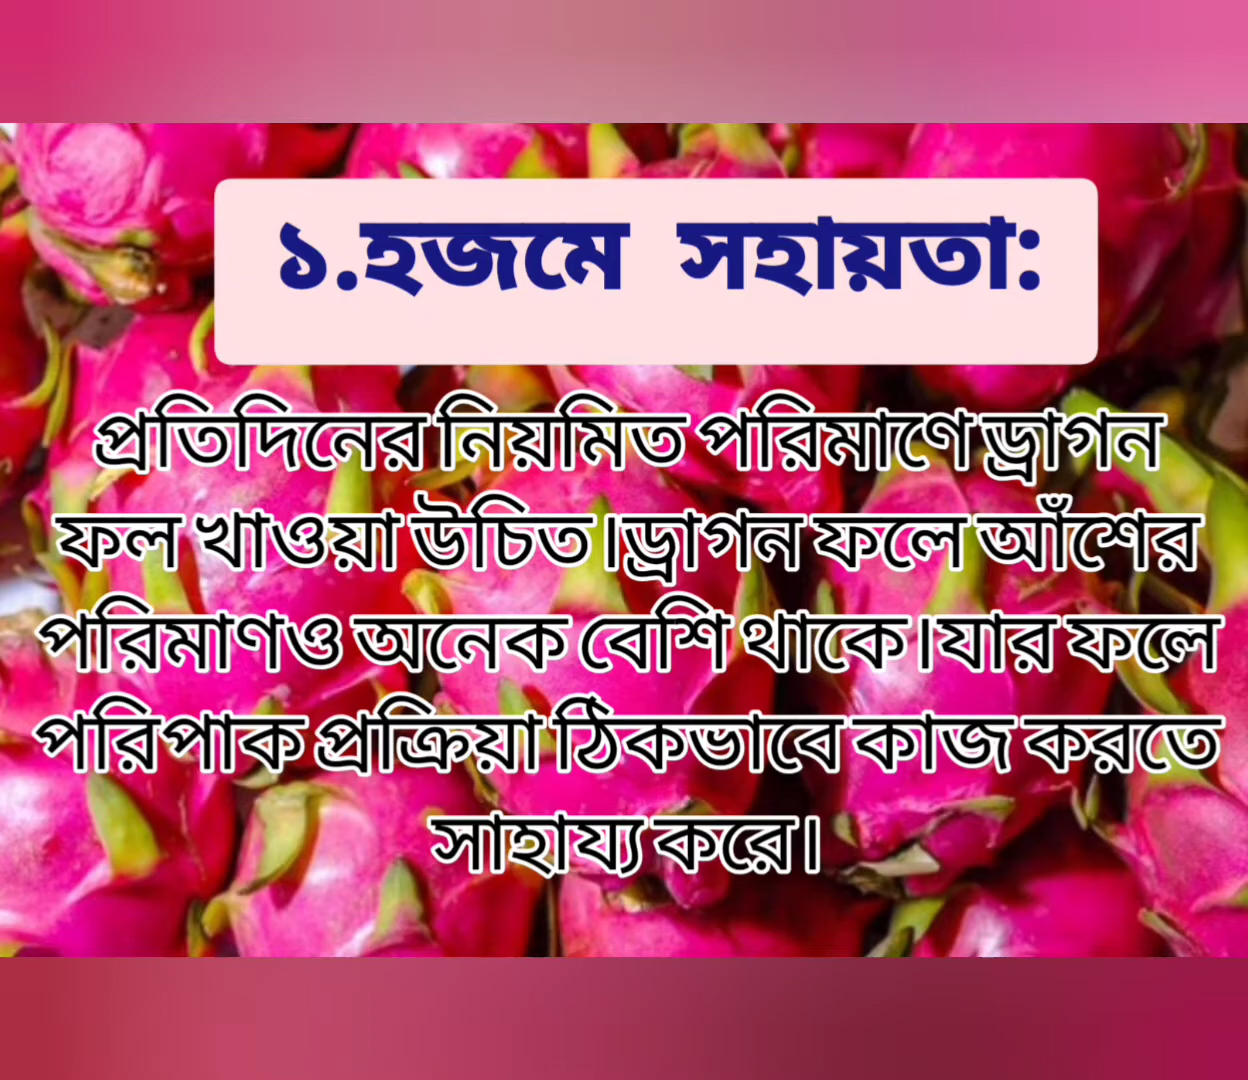 ১.হজমে সহায়তা:
প্রতিদিনের নিয়মিত পরিমাণে ড্রাগন
ফল খাওয়া উচিত।ড্রাগন ফলে আঁশের
পরিমাণও অনেক বেশি থাকে।যার ফলে
পরিপাক প্রক্রিয়া ঠিকভাবে কাজ করতে
সাহায্য করে।